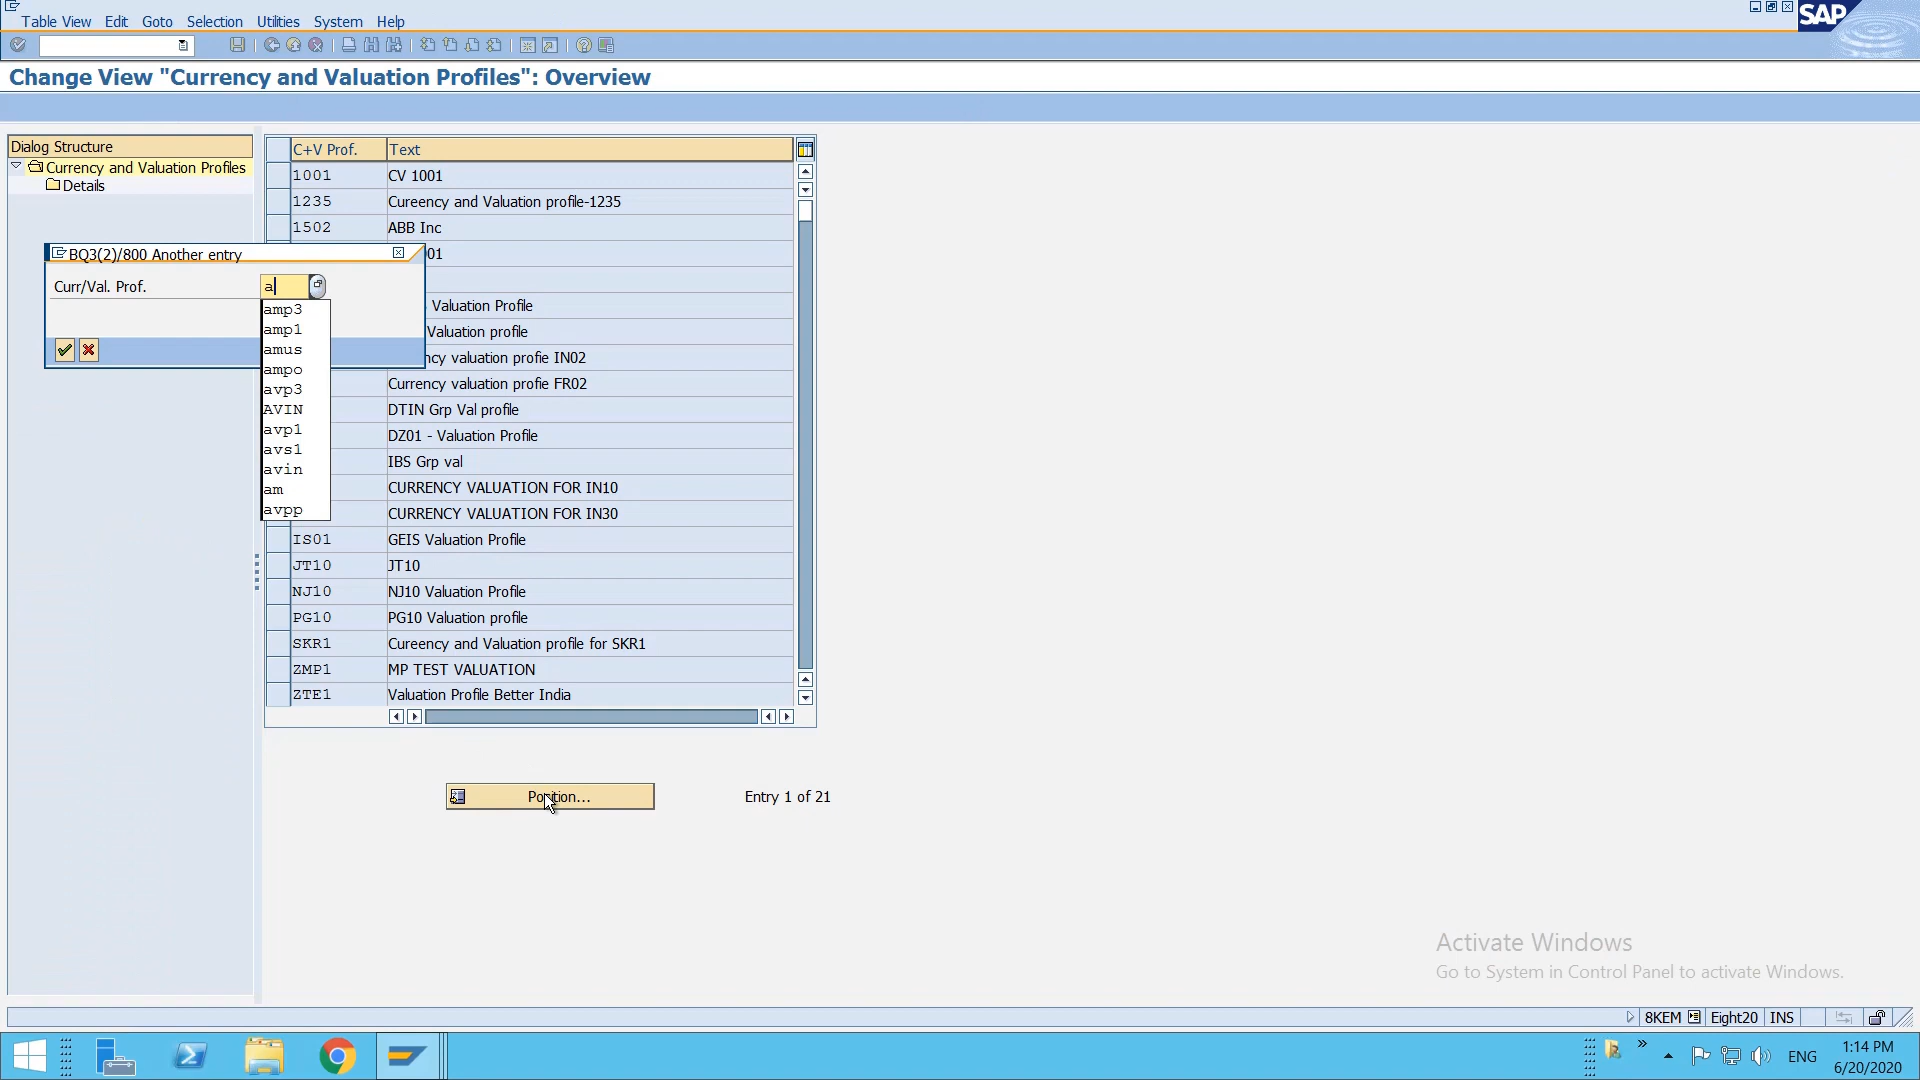 Table View Edit Goto Selection Utilities System Help
SAP
Change View "Currency and Valuation Profiles": Overview
Dialog Structure
Currency and Valuation Profiles
Details
C+V Prof. Text
1001 CV 1001
1235 Cureency and Valuation profile-1235
1502 ABB Inc
01
Valuation Profile
Valuation profile
ncy valuation profie IN02
Currency valuation profie FR02
DTIN Grp Val profile
DZ01 - Valuation Profile
IBS Grp val
CURRENCY VALUATION FOR IN10
CURRENCY VALUATION FOR IN30
IS01 GEIS Valuation Profile
JT10 JT10
NJ10 NJ10 Valuation Profile
PG10 PG10 Valuation profile
SKR1 Cureency and Valuation profile for SKR1
ZMP1 MP TEST VALUATION
ZTE1 Valuation Profile Better India
BQ3(2)/800 Another entry
Curr/Val. Prof. a
amp3
amp1
amus
ampo
avp3
AVIN
avp1
avs1
avin
am
avpp
Position... Entry 1 of 21
Activate Windows
Go to System in Control Panel to activate Windows.
8KEM Eight20 INS
ENG
1:14 PM
6/20/2020